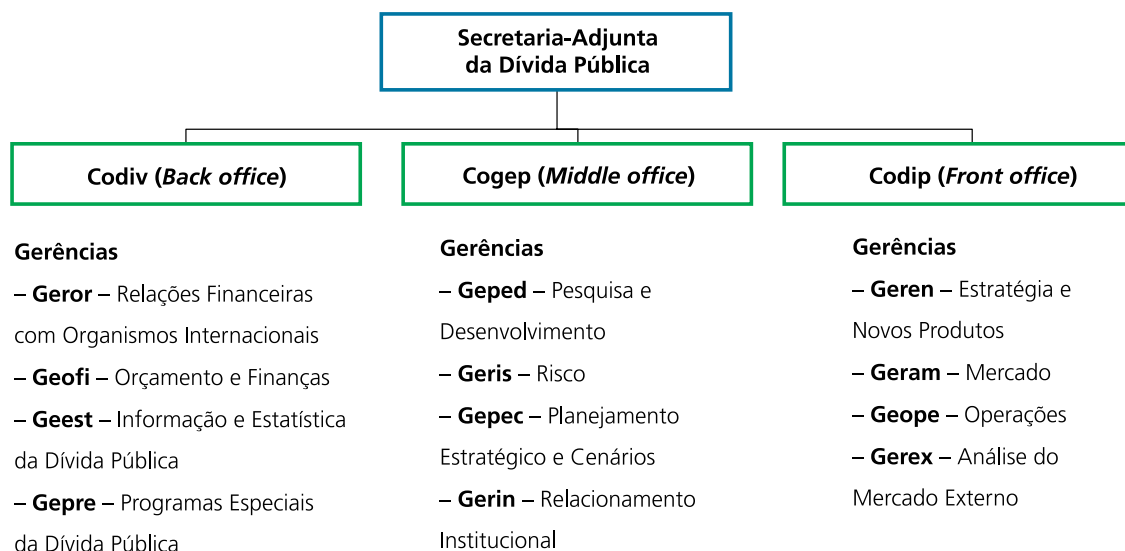 Secretaria-Adjunta
da Dívida Pública
Codiv (Back office)
Cogep (Middle office)
Codip (Front office)
Gerências
– Geror – Relações Financeiras
com Organismos Internacionais
– Geofi – Orçamento e Finanças
– Geest – Informação e Estatística
da Dívida Pública
– Gepre – Programas Especiais
da Dívida Pública
Gerências
– Geped – Pesquisa e
Desenvolvimento
– Geris – Risco
– Gepec – Planejamento
Estratégico e Cenários
– Gerin – Relacionamento
Institucional
Gerências
– Geren – Estratégia e
Novos Produtos
– Geram – Mercado
– Geope – Operações
– Gerex – Análise do
Mercado Externo